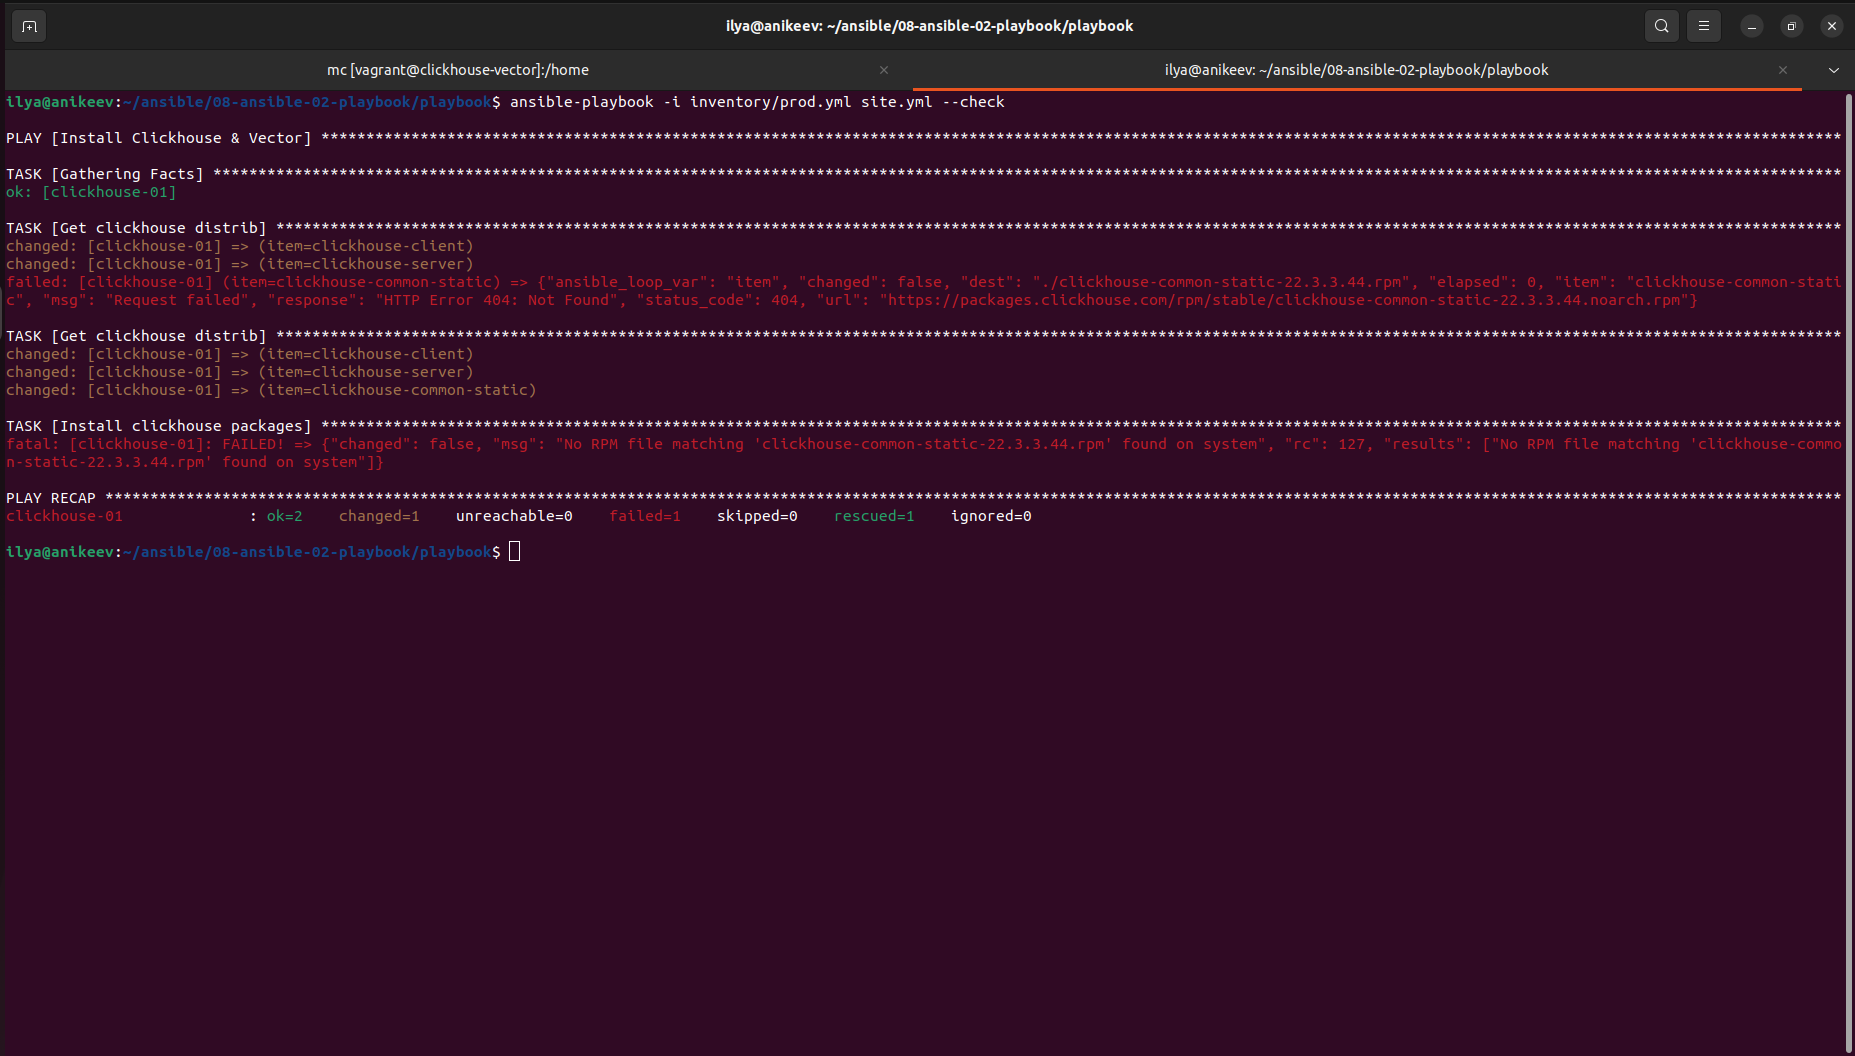 ilya@anikeev: ~/ansible/08-ansible-02-playbook/playbook
mc [vagrant@clickhouse-vector]:/home
ilya@anikeev: ~/ansible/08-ansible-02-playbook/playbook
ilya@anikeev:~/ansible/08-ansible-02-playbook/playbook$ ansible-playbook -i inventory/prod.yml site.yml --check
PLAY [Install Clickhouse & Vector] *************************************************************************************************************************************************************************
TASK [Gathering Facts] *************************************************************************************************************************************************************************************
ok: [clickhouse-01]
TASK [Get clickhouse distrib] ******************************************************************************************************************************************************************************
changed: [clickhouse-01] => (item=clickhouse-client)
changed: [clickhouse-01] => (item=clickhouse-server)
failed: [clickhouse-01] (item=clickhouse-common-static) => {"ansible_loop_var": "item", "changed": false, "dest": "./clickhouse-common-static-22.3.3.44.rpm", "elapsed": 0, "item": "clickhouse-common-stati
c", "msg": "Request failed", "response": "HTTP Error 404: Not Found", "status_code": 404, "url": "https://packages.clickhouse.com/rpm/stable/clickhouse-common-static-22.3.3.44.noarch.rpm"}
TASK [Get clickhouse distrib] ******************************************************************************************************************************************************************************
changed: [clickhouse-01] => (item=clickhouse-client)
changed: [clickhouse-01] => (item=clickhouse-server)
changed: [clickhouse-01] => (item=clickhouse-common-static)
TASK [Install clickhouse packages] *************************************************************************************************************************************************************************
fatal: [clickhouse-01]: FAILED! => {"changed": false, "msg": "No RPM file matching 'clickhouse-common-static-22.3.3.44.rpm' found on system", "rc": 127, "results": ["No RPM file matching 'clickhouse-commo
n-static-22.3.3.44.rpm' found on system"]}
PLAY RECAP *************************************************************************************************************************************************************************************************
clickhouse-01              : ok=2    changed=1    unreachable=0    failed=1    skipped=0    rescued=1    ignored=0
ilya@anikeev:~/ansible/08-ansible-02-playbook/playbook$